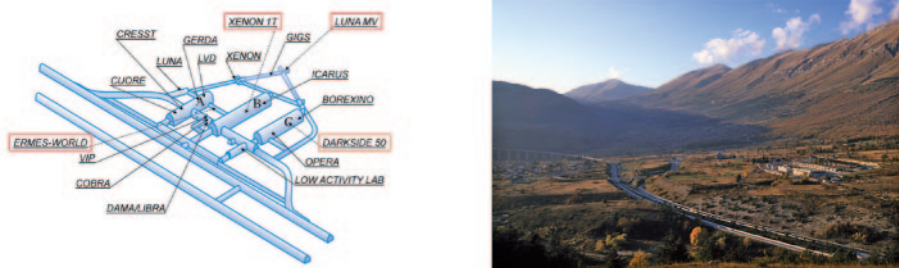 XENON 1T
LUNA MV
CRESST
GERDA
GIGS
LUNA
LVD
XENON
ICARUS
CUORE
A
B
BOREXINO
C
ERMES-WORLD
DARKSIDE 50
VIP
OPERA
COBRA
LOW ACTIVITY LAB
DAMA/LIBRA